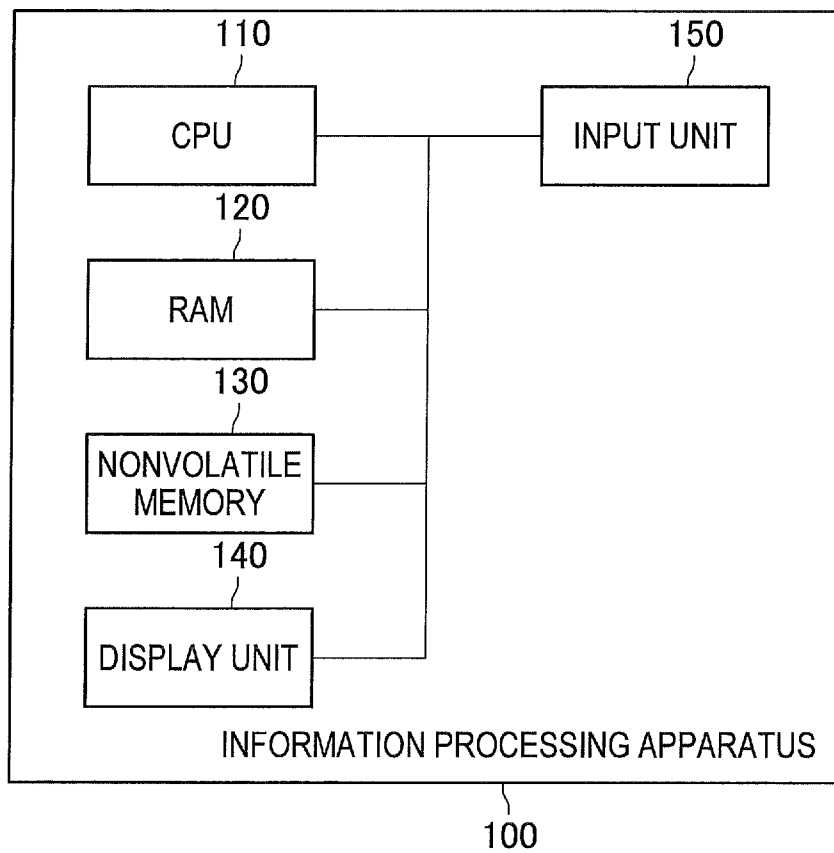 110
CPU
150
INPUT UNIT
120
RAM
130
NONVOLATILE
MEMORY
140
DISPLAY UNIT
INFORMATION PROCESSING APPARATUS
100